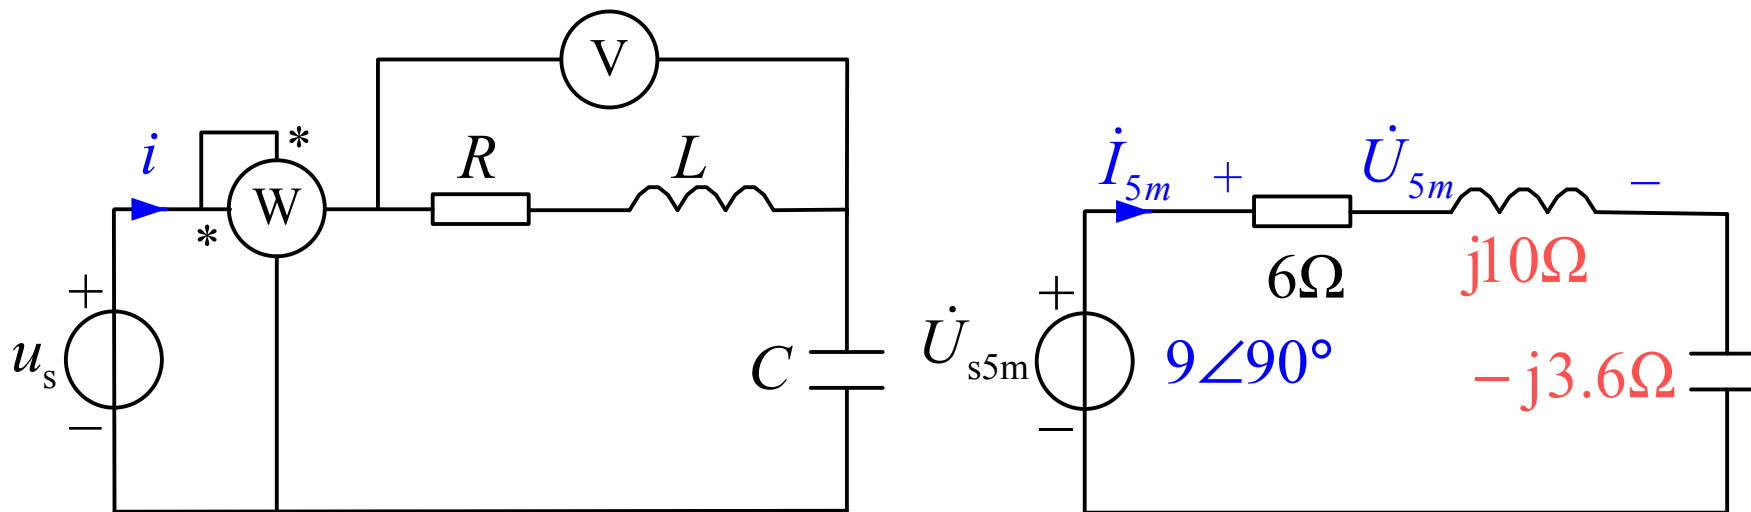 V
i
*
R
L
W
*
+
u_s
−
C
İ_5m
+
U̇_5m
−
6Ω
j10Ω
+
U̇_s5m
9∠90°
−j3.6Ω
−